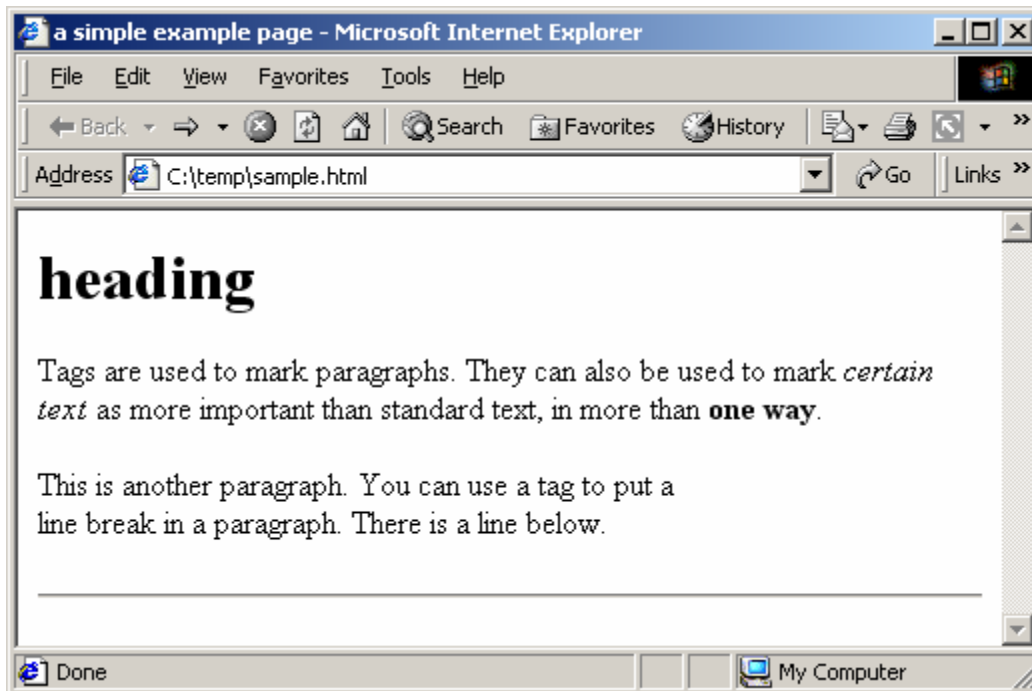 a simple example page - Microsoft Internet Explorer
File Edit View Favorites Tools Help
Back Search Favorites History »
Address C:\temp\sample.html Go Links »
heading
Tags are used to mark paragraphs. They can also be used to mark certain
text as more important than standard text, in more than one way.
This is another paragraph. You can use a tag to put a
line break in a paragraph. There is a line below.
Done My Computer